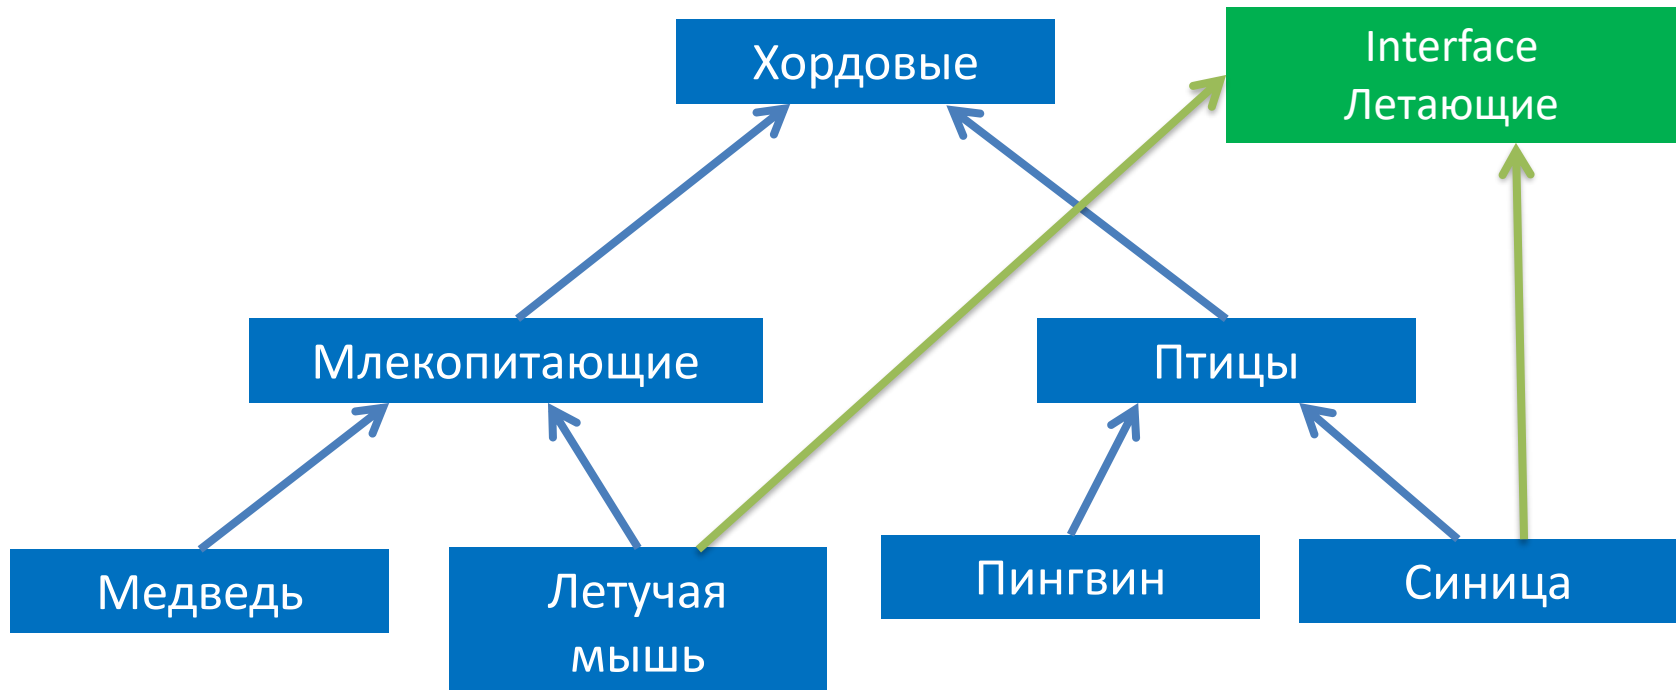 Хордовые
Interface
Летающие
Млекопитающие
Птицы
Медведь
Летучая
мышь
Пингвин
Синица